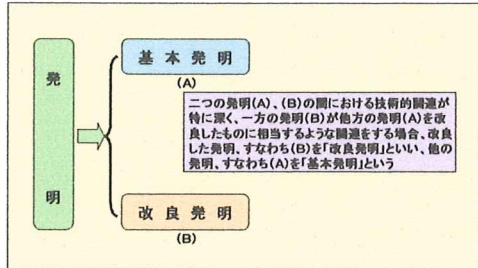 発明
基本発明
(A)
二つの発明(A)、(B)の間における技術的関連が
特に深く、一方の発明(B)が他方の発明(A)を改
良したものに相当するような関連をする場合、改良
した発明、すなわち(B)を「改良発明」といい、他の
発明、すなわち(A)を「基本発明」という
改良発明
(B)